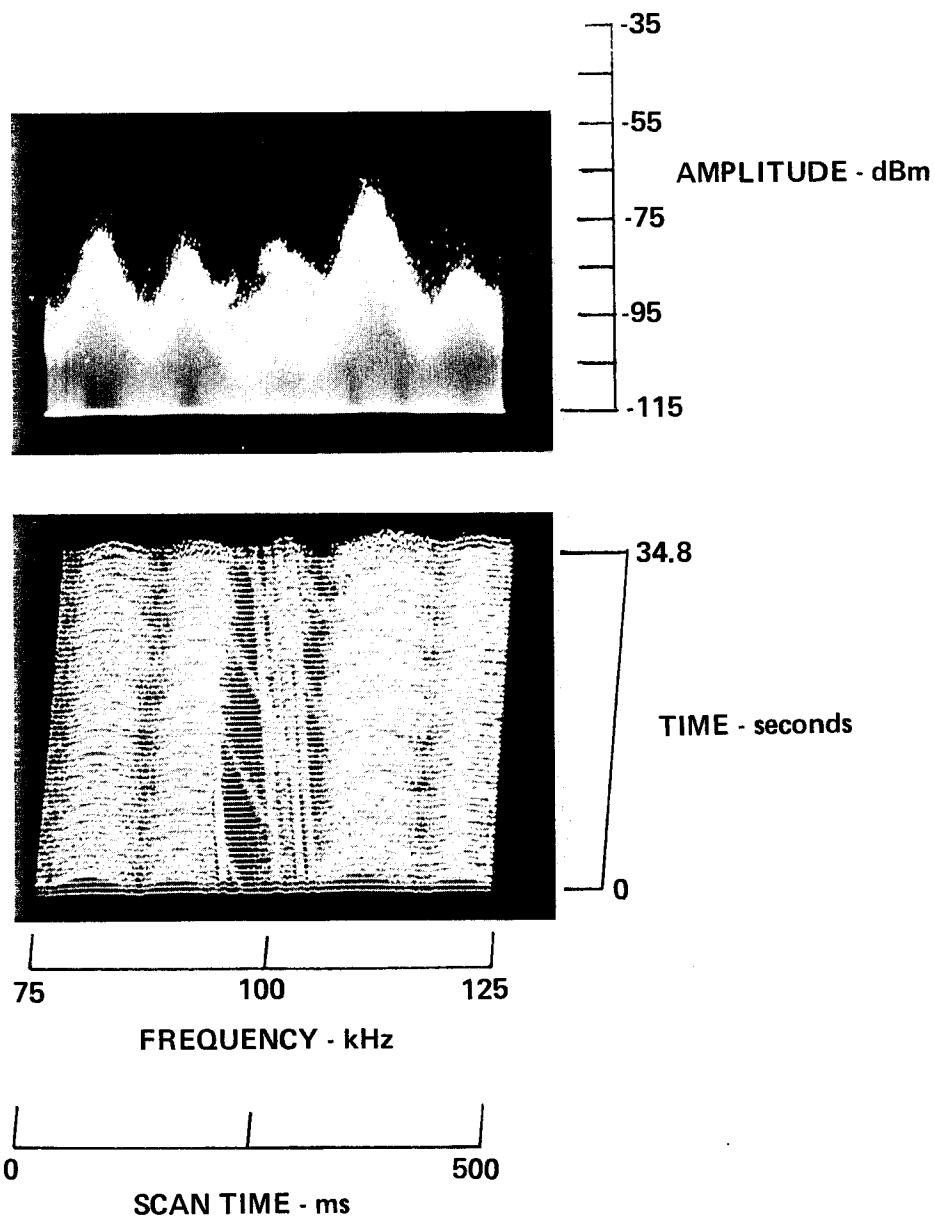 -35
-55
AMPLITUDE - dBm
-75
-95
-115
34.8
TIME - seconds
0
75 100 125
FREQUENCY - kHz
0 500
SCAN TIME - ms